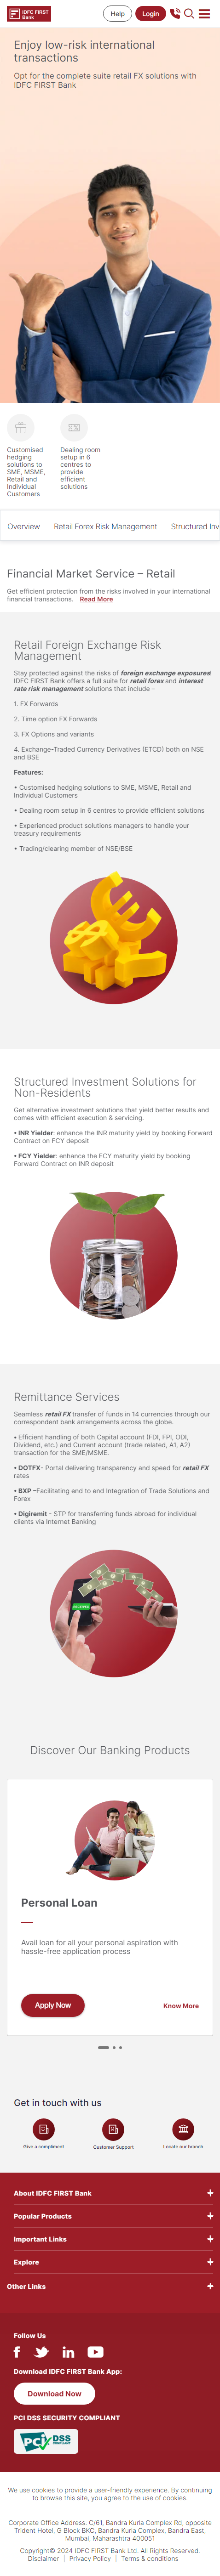 IDFC FIRST
Bank
Help
Login
Enjoy low-risk international
transactions
Opt for the complete suite retail FX solutions with
IDFC FIRST Bank
Customised
hedging
solutions to
SME, MSME,
Retail and
Individual
Customers
Dealing room
setup in 6
centres to
provide
efficient
solutions
Overview
Retail Forex Risk Management
Structured Inv
Financial Market Service – Retail
Get efficient protection from the risks involved in your international
financial transactions. Read More
Retail Foreign Exchange Risk
Management
Stay protected against the risks of foreign exchange exposures!
IDFC FIRST Bank offers a full suite for retail forex and interest
rate risk management solutions that include –
1. FX Forwards
2. Time option FX Forwards
3. FX Options and variants
4. Exchange-Traded Currency Derivatives (ETCD) both on NSE
and BSE
Features:
• Customised hedging solutions to SME, MSME, Retail and
Individual Customers
• Dealing room setup in 6 centres to provide efficient solutions
• Experienced product solutions managers to handle your
treasury requirements
• Trading/clearing member of NSE/BSE
Structured Investment Solutions for
Non-Residents
Get alternative investment solutions that yield better results and
comes with efficient execution & servicing.
• INR Yielder: enhance the INR maturity yield by booking Forward
Contract on FCY deposit
• FCY Yielder: enhance the FCY maturity yield by booking
Forward Contract on INR deposit
Remittance Services
Seamless retail FX transfer of funds in 14 currencies through our
correspondent bank arrangements across the globe.
• Efficient handling of both Capital account (FDI, FPI, ODI,
Dividend, etc.) and Current account (trade related, A1, A2)
transaction for the SME/MSME.
• DOTFX- Portal delivering transparency and speed for retail FX
rates
• BXP –Facilitating end to end Integration of Trade Solutions and
Forex
• Digiremit - STP for transferring funds abroad for individual
clients via Internet Banking
Discover Our Banking Products
Personal Loan
Avail loan for all your personal aspiration with
hassle-free application process
Apply Now
Know More
Get in touch with us
Give a compliment
Customer Support
Locate our branch
About IDFC FIRST Bank
Popular Products
Important Links
Explore
Other Links
Follow Us
Download IDFC FIRST Bank App:
Download Now
PCI DSS SECURITY COMPLIANT
PCI DSS
COMPLIANT
We use cookies to provide a user-friendly experience. By continuing
to browse this site, you agree to the use of cookies.
Corporate Office Address: C/61, Bandra Kurla Complex Rd, opposite
Trident Hotel, G Block BKC, Bandra Kurla Complex, Bandra East,
Mumbai, Maharashtra 400051
Copyright© 2024 IDFC FIRST Bank Ltd. All Rights Reserved.
Disclaimer | Privacy Policy | Terms & conditions